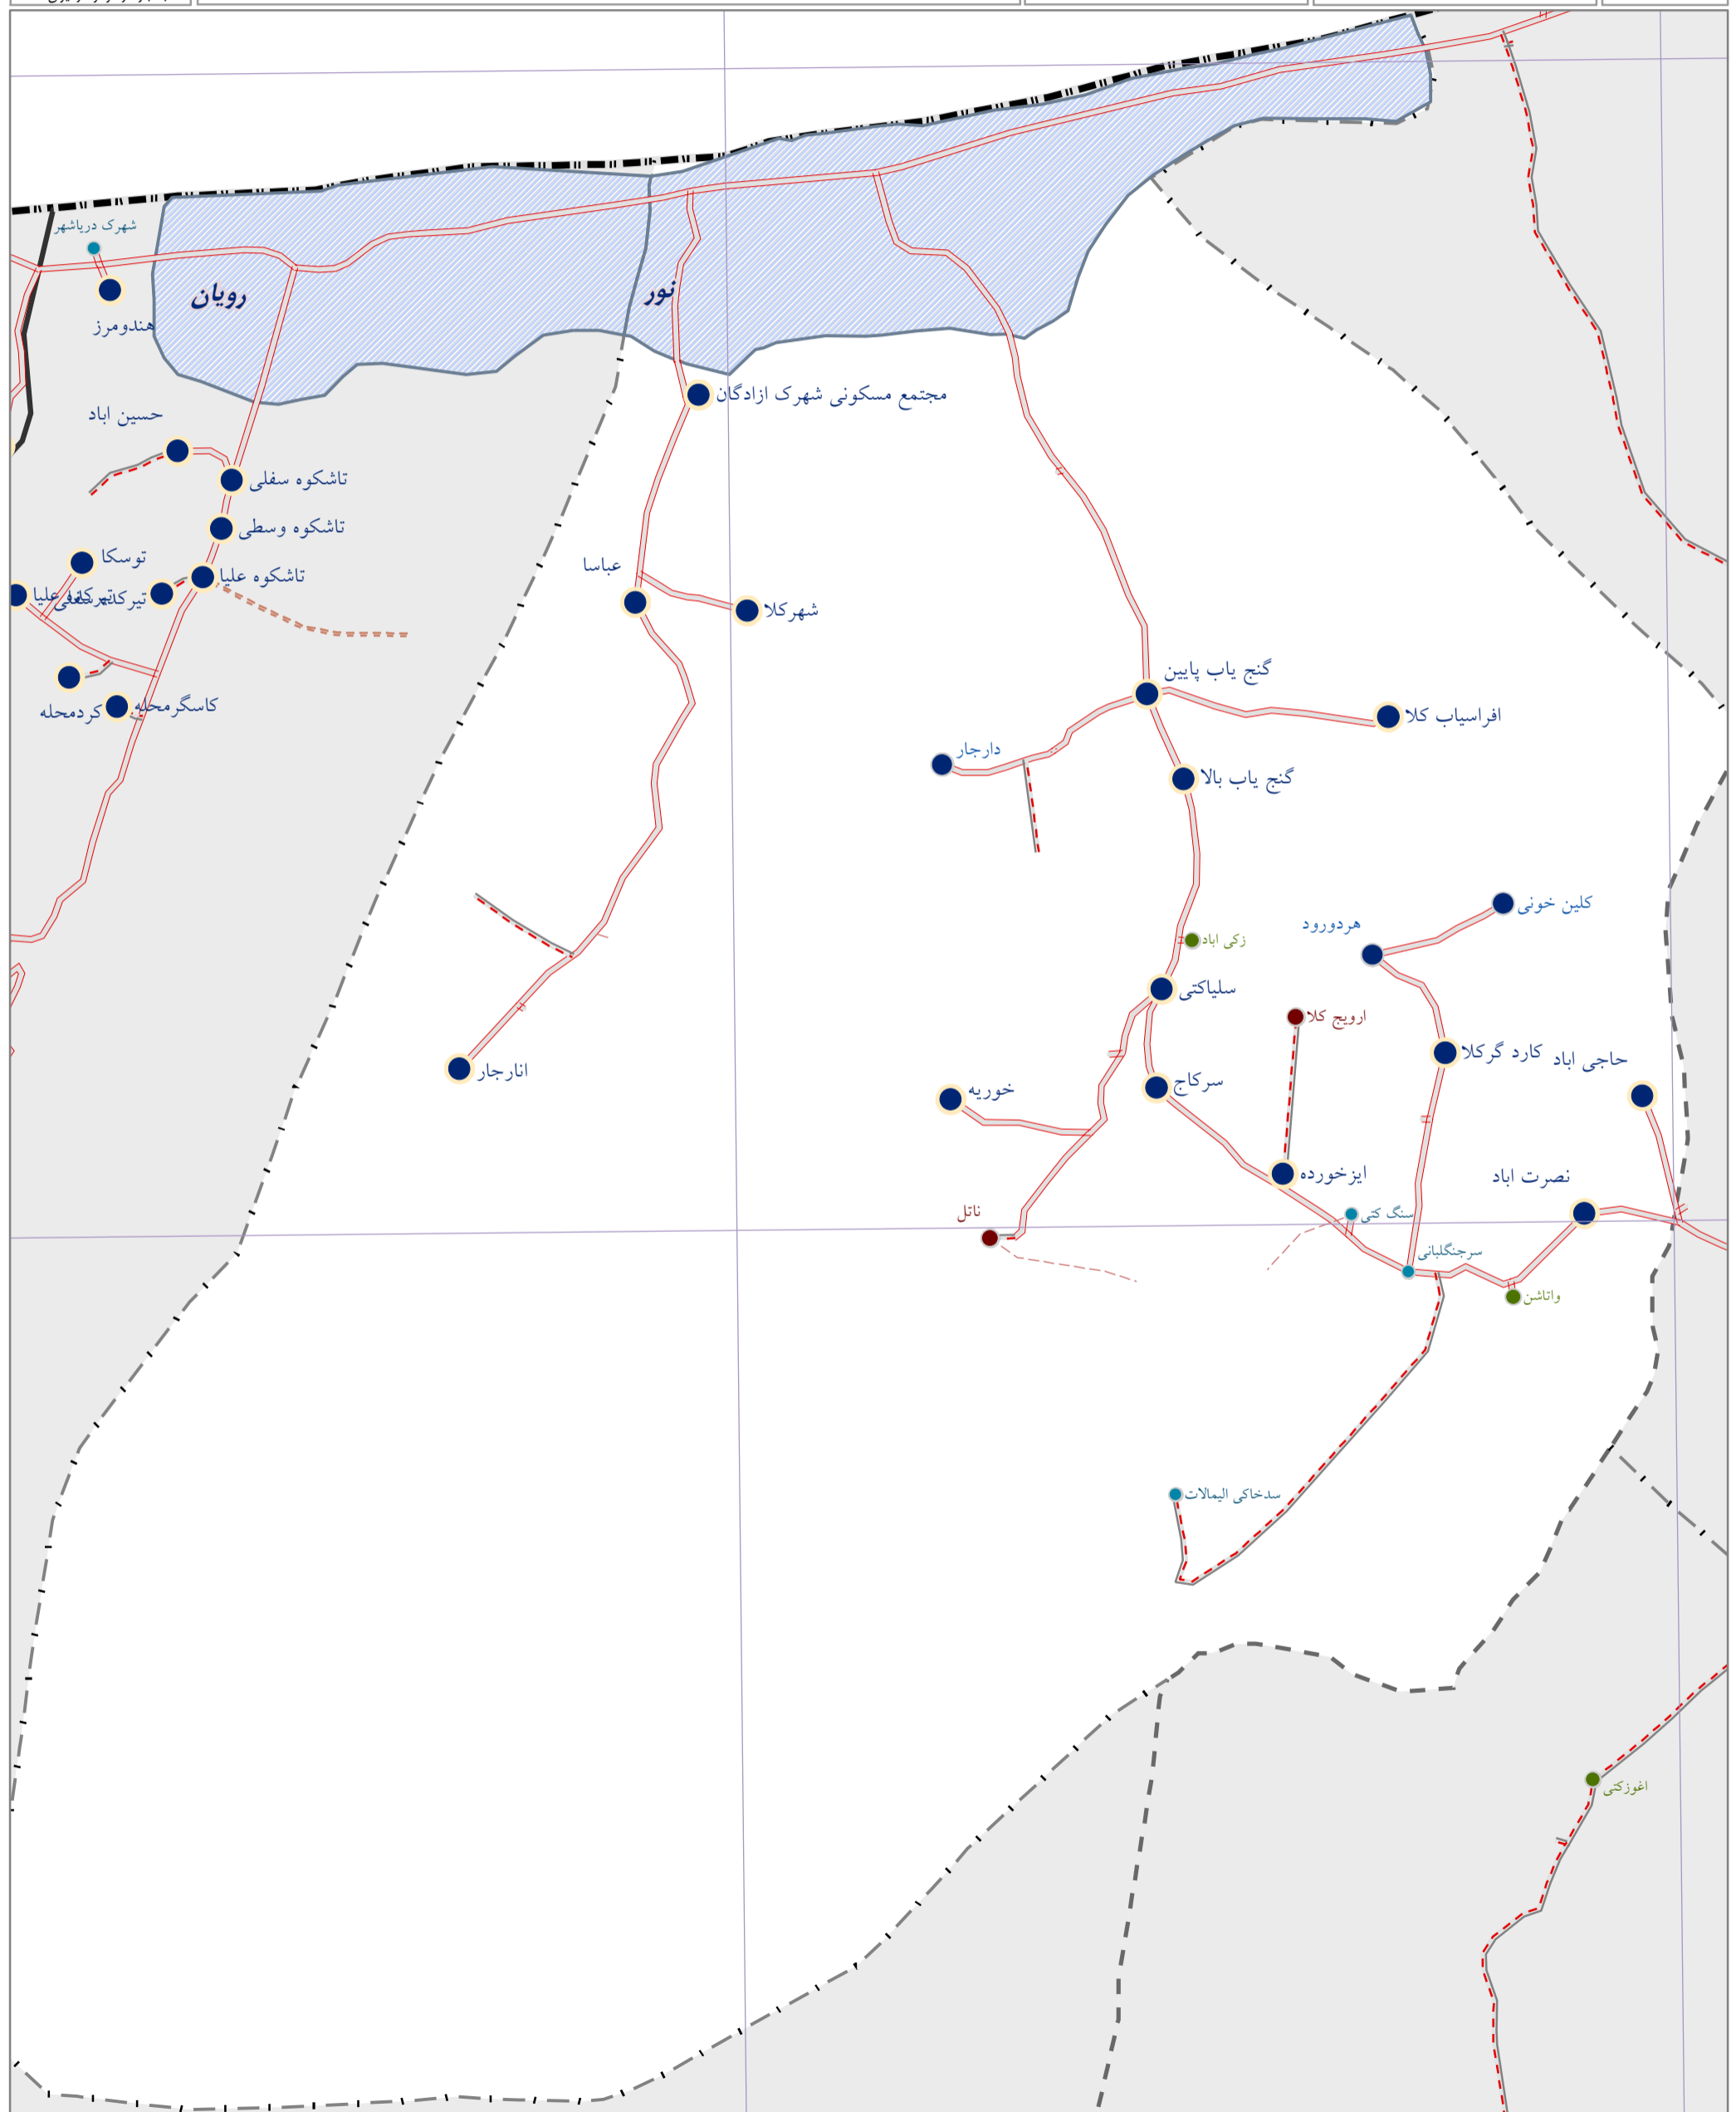 شهرک دریاشهر
رویان
نور
هندومرز
مجتمع مسکونی شهرک ازادگان
حسین اباد
تاشکوه سفلی
تاشکوه وسطی
توسکا
عباسا
تاشکوه علیا
شهرکلا
گنج یاب پایین
کاسگرمحله
کردمحله
افراسیاب کلا
دارجار
گنج یاب بالا
کلین خونی
هردورود
زکی اباد
سلیاکتی
ارویج کلا
کارد گرکلا
حاجی اباد
انارجار
سرکاج
خوریه
ایزخورده
نصرت اباد
ناتل
سنگ کتی
سرجنگلبانی
واتاشن
سدخاکی الیمالات
اغوزکتی